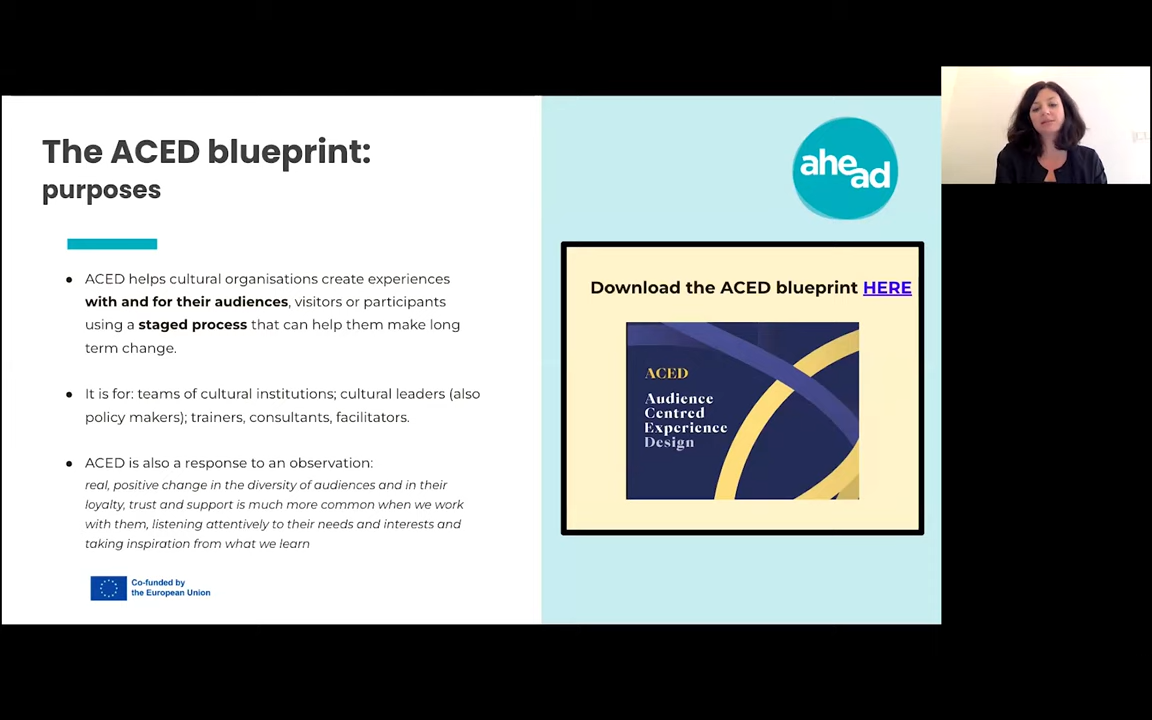 The ACED blueprint:
purposes
● ACED helps cultural organisations create experiences
with and for their audiences, visitors or participants
using a staged process that can help them make long
term change.
● It is for: teams of cultural institutions; cultural leaders (also
policy makers); trainers, consultants, facilitators.
● ACED is also a response to an observation:
real, positive change in the diversity of audiences and in their
loyalty, trust and support is much more common when we work
with them, listening attentively to their needs and interests and
taking inspiration from what we learn
Co-funded by
the European Union
ahead
Download the ACED blueprint HERE
ACED
Audience
Centred
Experience
Design